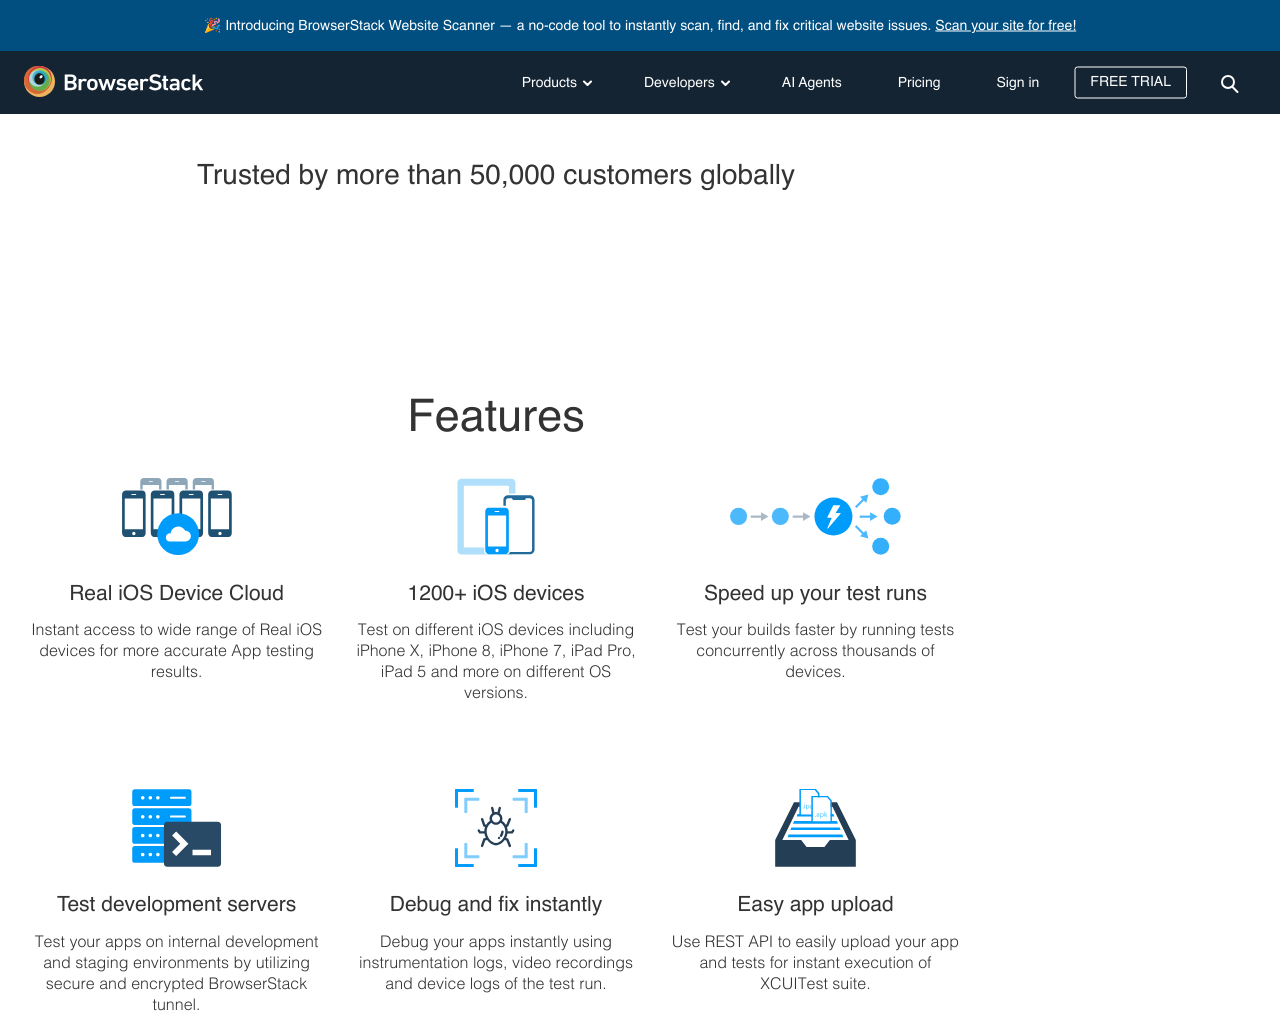 🎉 Introducing BrowserStack Website Scanner — a no-code tool to instantly scan, find, and fix critical website issues. Scan your site for free!
BrowserStack Products Developers AI Agents Pricing Sign in FREE TRIAL
Trusted by more than 50,000 customers globally
Features
Real iOS Device Cloud
Instant access to wide range of Real iOS
devices for more accurate App testing
results.
1200+ iOS devices
Test on different iOS devices including
iPhone X, iPhone 8, iPhone 7, iPad Pro,
iPad 5 and more on different OS
versions.
Speed up your test runs
Test your builds faster by running tests
concurrently across thousands of
devices.
Test development servers
Test your apps on internal development
and staging environments by utilizing
secure and encrypted BrowserStack
tunnel.
Debug and fix instantly
Debug your apps instantly using
instrumentation logs, video recordings
and device logs of the test run.
.apk
Easy app upload
Use REST API to easily upload your app
and tests for instant execution of
XCUITest suite.